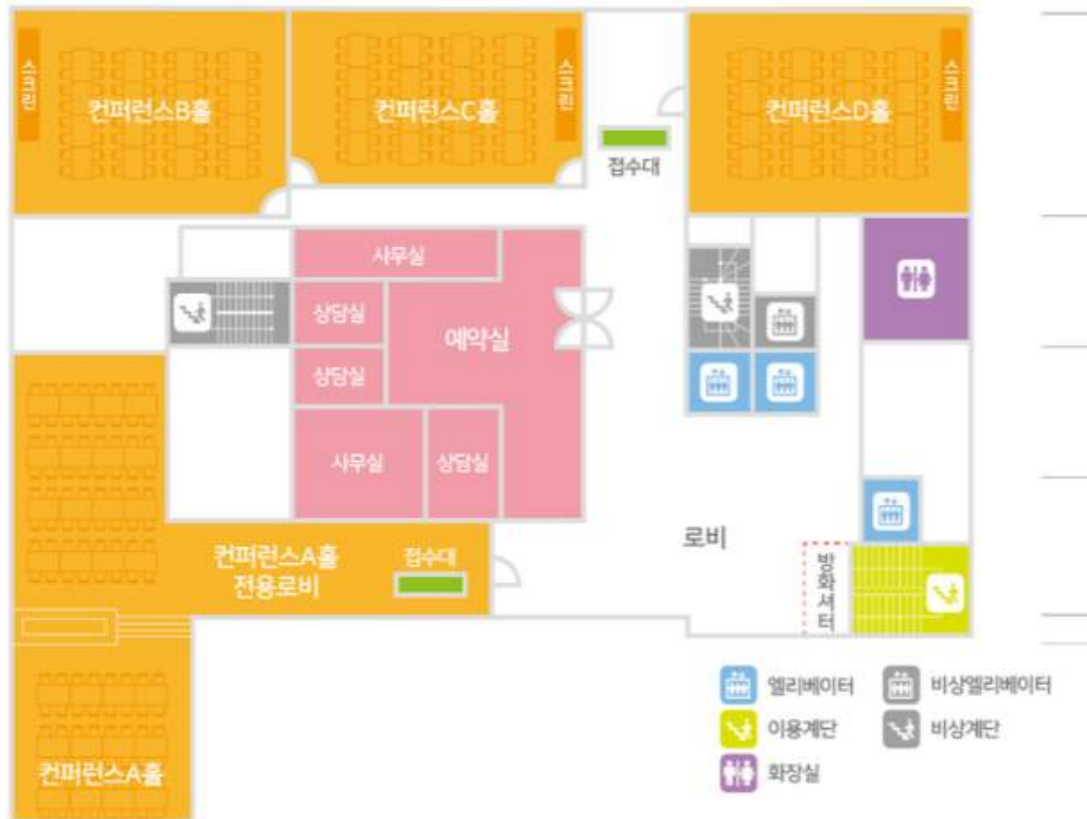 스크린
컨퍼런스B홀
컨퍼런스C홀
스크린
컨퍼런스D홀
스크린
접수대
사무실
상담실
예약실
상담실
사무실
상담실
컨퍼런스A홀
전용로비
접수대
로비
방화셔터
컨퍼런스A홀
엘리베이터
비상엘리베이터
이용계단
비상계단
화장실